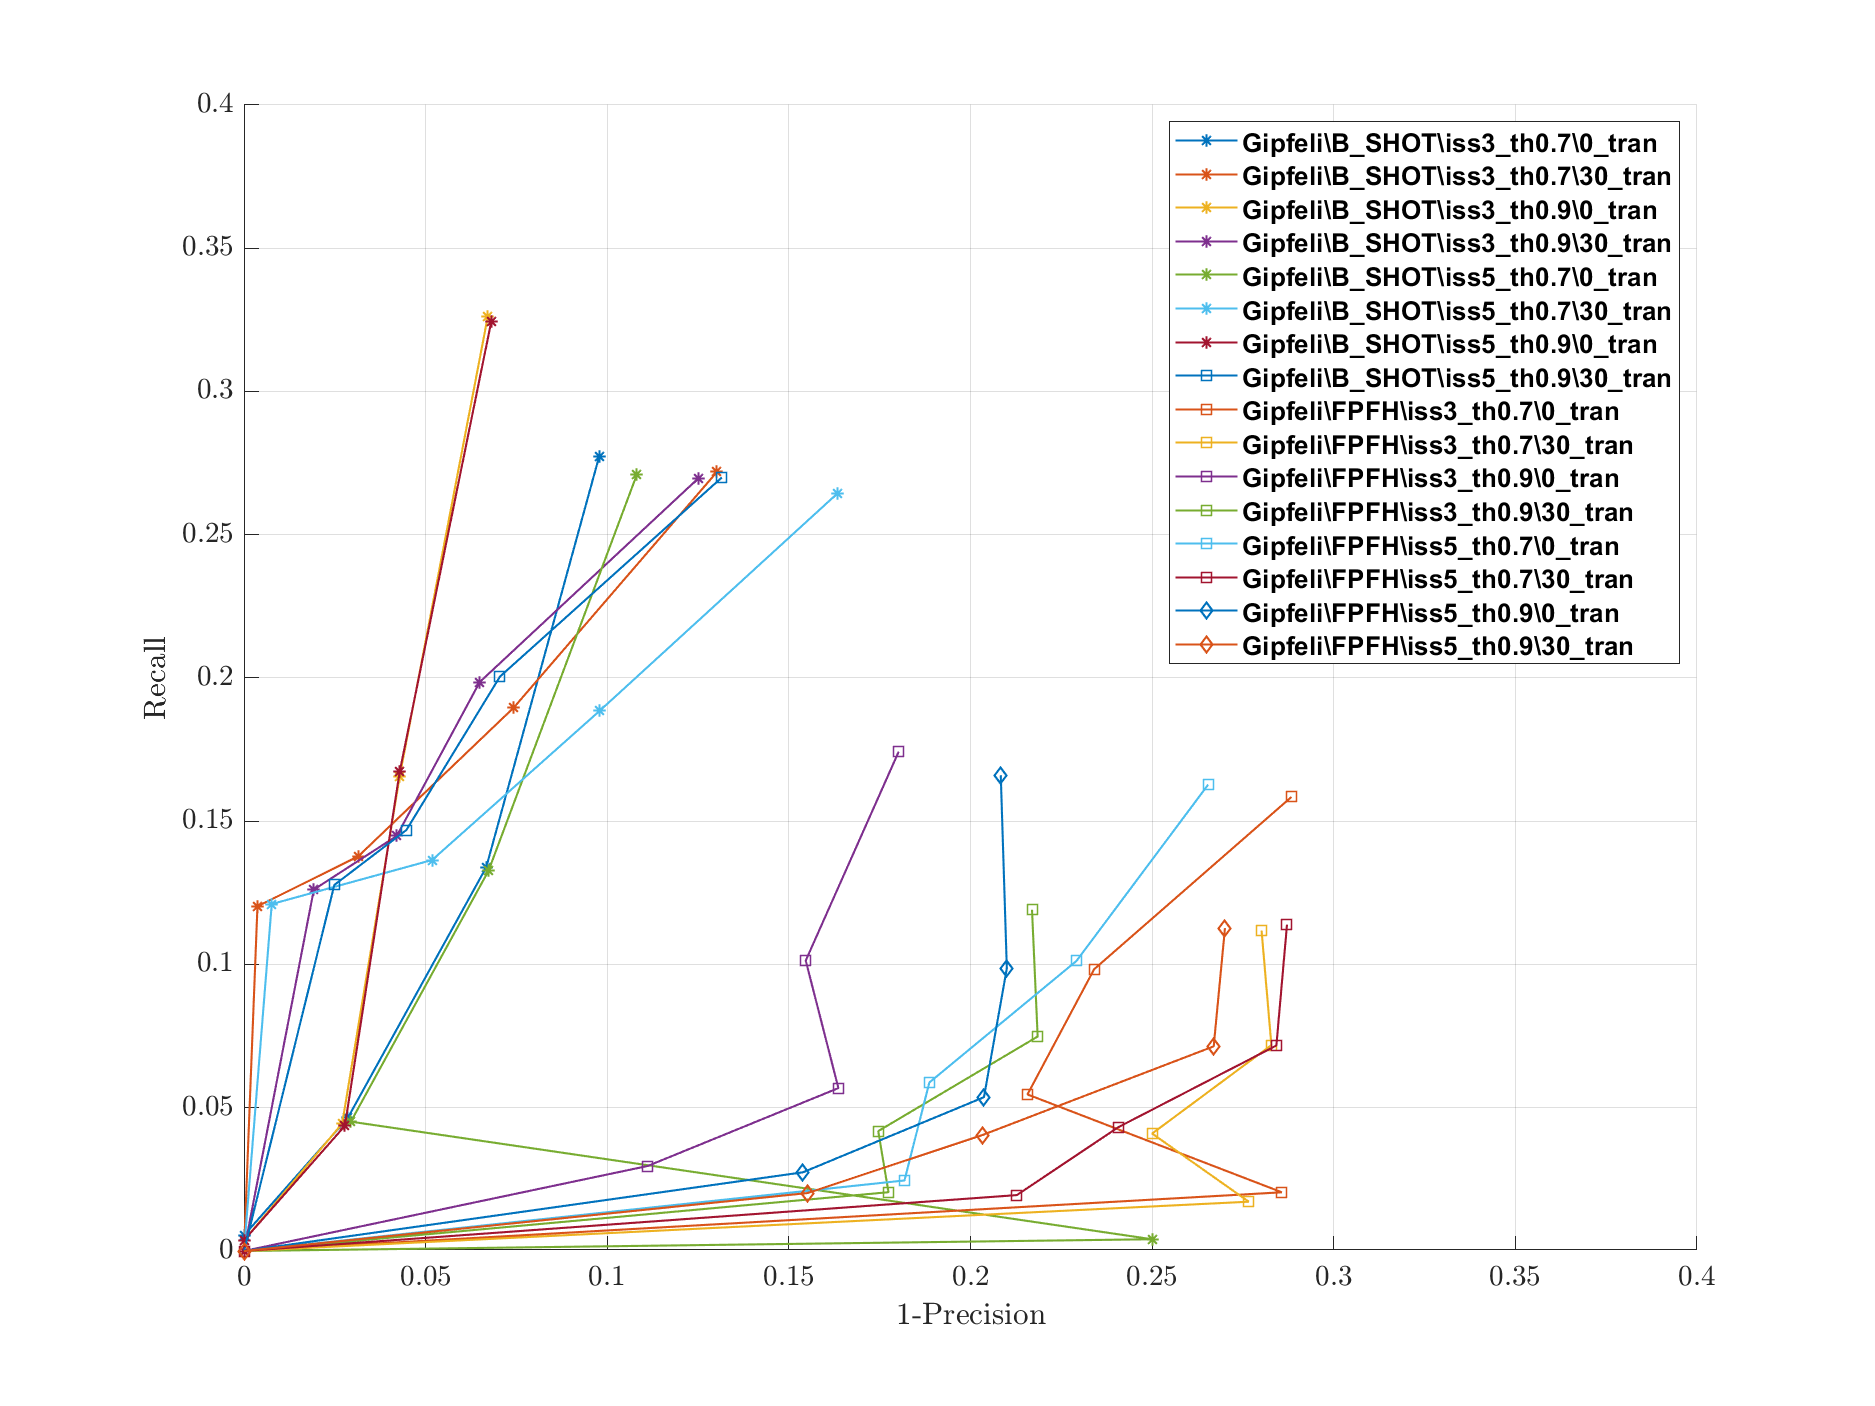 0.4
0.35
0.3
0.25
0.2
0.15
0.1
0.05
0
Recall
Gipfeli\B_SHOT\iss3_th0.7\0_tran
Gipfeli\B_SHOT\iss3_th0.7\30_tran
Gipfeli\B_SHOT\iss3_th0.9\0_tran
Gipfeli\B_SHOT\iss3_th0.9\30_tran
Gipfeli\B_SHOT\iss5_th0.7\0_tran
Gipfeli\B_SHOT\iss5_th0.7\30_tran
Gipfeli\B_SHOT\iss5_th0.9\0_tran
Gipfeli\B_SHOT\iss5_th0.9\30_tran
Gipfeli\FPFH\iss3_th0.7\0_tran
Gipfeli\FPFH\iss3_th0.7\30_tran
Gipfeli\FPFH\iss3_th0.9\0_tran
Gipfeli\FPFH\iss3_th0.9\30_tran
Gipfeli\FPFH\iss5_th0.7\0_tran
Gipfeli\FPFH\iss5_th0.7\30_tran
Gipfeli\FPFH\iss5_th0.9\0_tran
Gipfeli\FPFH\iss5_th0.9\30_tran
0 0.05 0.1 0.15 0.2 0.25 0.3 0.35 0.4
1-Precision